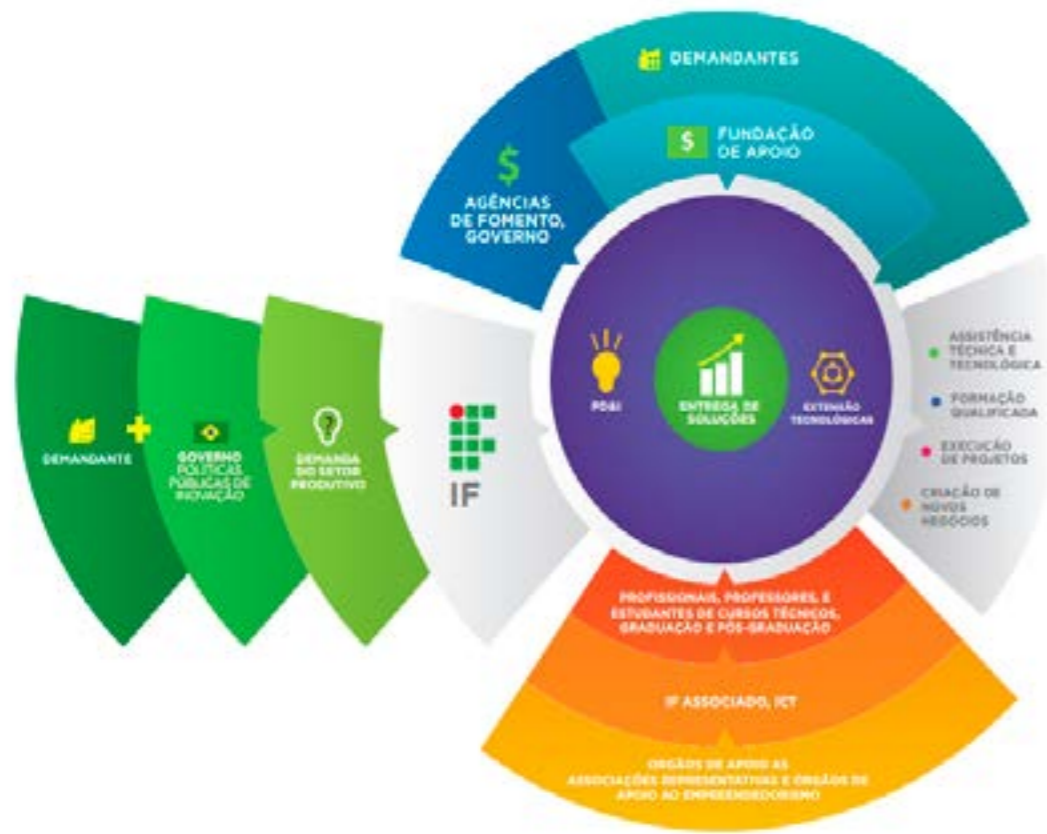 DEMANDANTES
$
FUNDAÇÃO
DE APOIO
$
AGÊNCIAS
DE FOMENTO,
GOVERNO
DEMANDANTE
GOVERNO
POLÍTICAS
PÚBLICAS DE
INOVAÇÃO
?
DEMANDA
DO SETOR
PRODUTIVO
IF
PD&I
ENTREGA DE
SOLUÇÕES
EXTENSÃO
TECNOLÓGICAS
ASSISTÊNCIA
TÉCNICA E
TECNOLÓGICA
FORMAÇÃO
QUALIFICADA
EXECUÇÃO
DE PROJETOS
CRIAÇÃO DE
NOVOS
NEGÓCIOS
PROFISSIONAIS, PROFESSORES, E
ESTUDANTES DE CURSOS TÉCNICOS,
GRADUAÇÃO E PÓS-GRADUAÇÃO
IF ASSOCIADO, ICT
ORGÃOS DE APOIO AS
ASSOCIAÇÕES REPRESENTATIVAS E ÓRGÃOS DE
APOIO AO EMPREENDEDORISMO